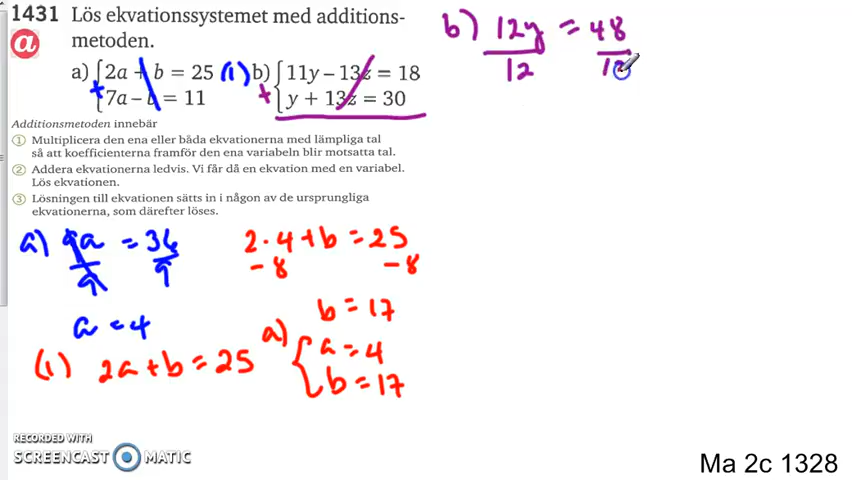 1431 Lös ekvationssystemet med additions-
metoden.
a
a) 2a + b = 25 (1) b) 11y − 13z = 18
+ 7a − b = 11 + y + 13z = 30
Additionsmetoden innebär
1 Multiplicera den ena eller båda ekvationerna med lämpliga tal
så att koefficienterna framför den ena variabeln blir motsatta tal.
2 Addera ekvationerna ledvis. Vi får då en ekvation med en variabel.
Lös ekvationen.
3 Lösningen till ekvationen sätts in i någon av de ursprungliga
ekvationerna, som därefter löses.
b) 12y = 48
12 12
a) 9a = 36
9 9
a = 4
(1) 2a + b = 25
2 · 4 + b = 25
− 8 − 8
b = 17
a) a = 4
b = 17
RECORDED WITH
SCREENCAST MATIC
Ma 2c 1328